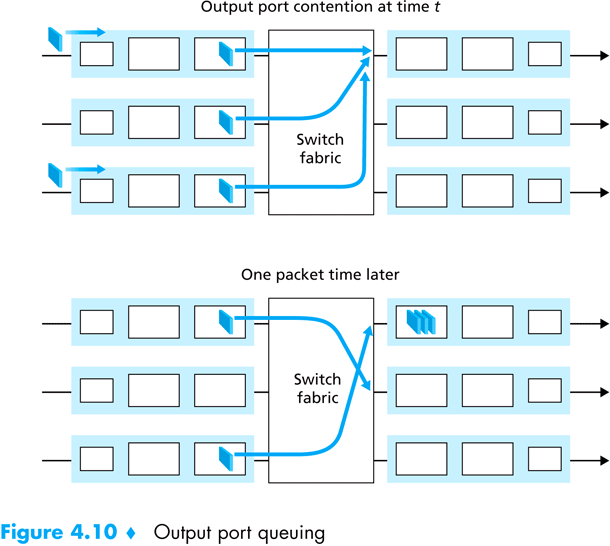 Output port contention at time t
Switch
fabric
One packet time later
Switch
fabric
Figure 4.10 ♦ Output port queuing